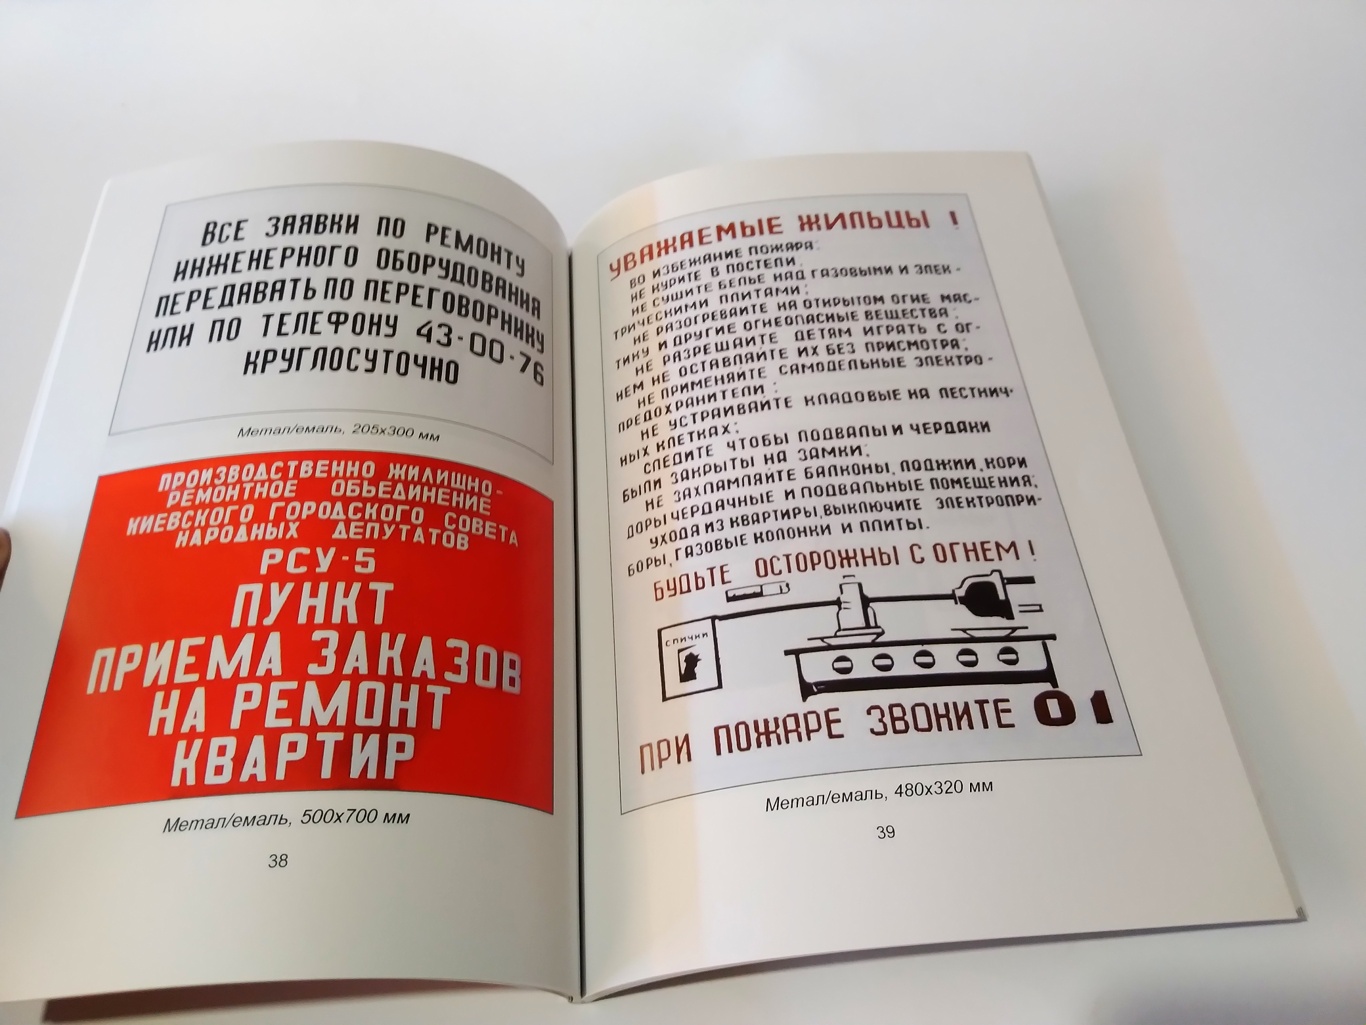 ВСЕ ЗАЯВКИ ПО РЕМОНТУ
ИНЖЕНЕРНОГО ОБОРУДОВАНИЯ
ПЕРЕДАВАТЬ ПО ПЕРЕГОВОРНИКУ
ИЛИ ПО ТЕЛЕФОНУ 43-00-76
КРУГЛОСУТОЧНО
Метал/емаль, 205x300 мм
ПРОИЗВОДСТВЕННО ЖИЛИЩНО-
РЕМОНТНОЕ ОБЪЕДИНЕНИЕ
КИЕВСКОГО ГОРОДСКОГО СОВЕТА
НАРОДНЫХ ДЕПУТАТОВ
РСУ-5
ПУНКТ
ПРИЕМА ЗАКАЗОВ
НА РЕМОНТ
КВАРТИР
Метал/емаль, 500x700 мм
38
УВАЖАЕМЫЕ ЖИЛЬЦЫ !
ВО ИЗБЕЖАНИЕ ПОЖАРА:
НЕ КУРИТЕ В ПОСТЕЛИ;
НЕ СУШИТЕ БЕЛЬЕ НАД ГАЗОВЫМИ И ЭЛЕК-
ТРИЧЕСКИМИ ПЛИТАМИ;
НЕ РАЗОГРЕВАЙТЕ НА ОТКРЫТОМ ОГНЕ МАС-
ТИКУ И ДРУГИЕ ОГНЕОПАСНЫЕ ВЕЩЕСТВА;
НЕ РАЗРЕШАЙТЕ ДЕТЯМ ИГРАТЬ С ОГ-
НЕМ НЕ ОСТАВЛЯЙТЕ ИХ БЕЗ ПРИСМОТРА;
НЕ ПРИМЕНЯЙТЕ САМОДЕЛЬНЫЕ ЭЛЕКТРО-
ПРЕДОХРАНИТЕЛИ;
НЕ УСТРАИВАЙТЕ КЛАДОВЫЕ НА ЛЕСТНИЧ-
НЫХ КЛЕТКАХ;
СЛЕДИТЕ ЧТОБЫ ПОДВАЛЫ И ЧЕРДАКИ
БЫЛИ ЗАКРЫТЫ НА ЗАМКИ;
НЕ ЗАХЛАМЛЯЙТЕ БАЛКОНЫ, ЛОДЖИИ, КОРИ
ДОРЫ ЧЕРДАЧНЫЕ И ПОДВАЛЬНЫЕ ПОМЕЩЕНИЯ;
УХОДЯ ИЗ КВАРТИРЫ, ВЫКЛЮЧИТЕ ЭЛЕКТРОПРИ-
БОРЫ, ГАЗОВЫЕ КОЛОНКИ И ПЛИТЫ.
БУДЬТЕ ОСТОРОЖНЫ С ОГНЕМ !
СПИЧКИ
ПРИ ПОЖАРЕ ЗВОНИТЕ 01
Метал/емаль, 480x320 мм
39